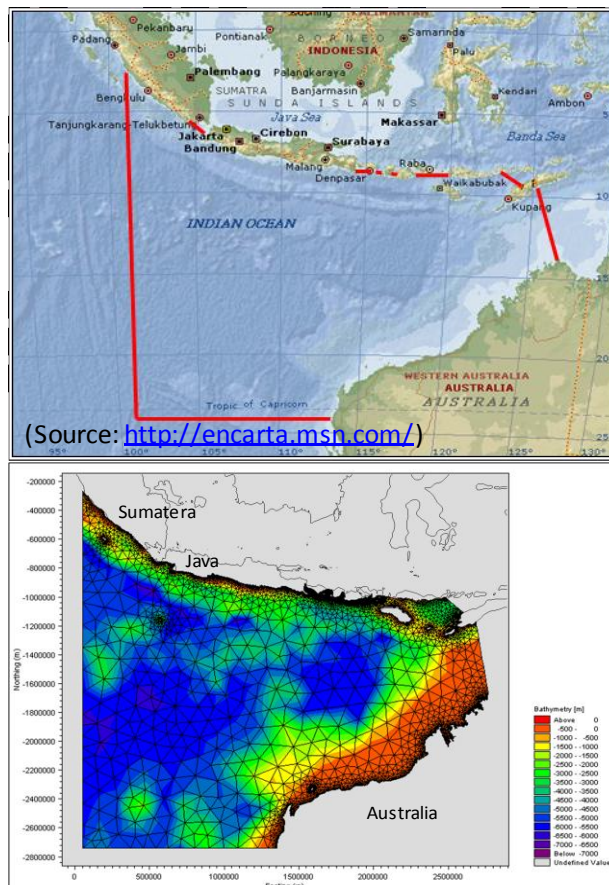 Pekanbaru
Pontianak
BORNEO
KALIMANTAN
Samarinda
Padang
Jambi
INDONESIA
Palu
Palembang
Palangkaraya
Kendari
Ambon
Bengkulu
SUMATRA
Banjarmasin
SUNDA ISLANDS
Tanjungkarang-Telukbetung
Java Sea
Makassar
Banda Sea
5
Jakarta
Cirebon
Bandung
Surabaya
Malang
Raba
Denpasar
Waikabubak
10
Kupang
INDIAN OCEAN
15
20
WESTERN AUSTRALIA
AUSTRALIA
AUSTRALIA
Tropic of Capricorn
(Source: http://encarta.msn.com/)
95° 100° 105° 110° 115° 120° 125° 130°
-200000
-400000
-600000
-800000
-1000000
-1200000
-1400000
-1600000
-1800000
-2000000
-2200000
-2400000
-2600000
-2800000
Northing (m)
Sumatera
Java
Australia
0 500000 1000000 1500000 2000000 2500000
Bathymetry [m]
Above 0
-500 - 0
-1000 - -500
-1500 - -1000
-2000 - -1500
-2500 - -2000
-3000 - -2500
-3500 - -3000
-4000 - -3500
-4500 - -4000
-5000 - -4500
-5500 - -5000
-6000 - -5500
-6500 - -6000
-7000 - -6500
Below -7000
Undefined Value